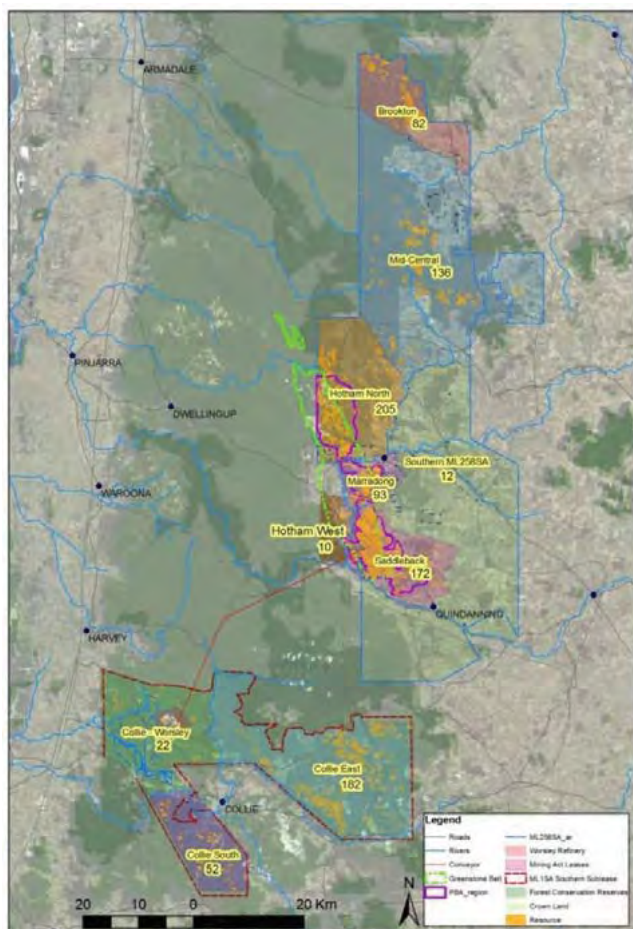 ARMADALE
Brookton
82
Mid-Central
136
PINJARRA
Hotham North
205
DWELLINGUP
Southern ML258SA
12
Marradong
93
WAROONA
Hotham West
10
Saddleback
172
QUINDANNING
HARVEY
Collie - Worsley
22
Collie East
182
COLLIE
Collie South
52
N
20 0 20 Km
Legend
Roads
Rivers
Conveyor
Greenstone Belt
PBA_region
ML258SA_ar
Worsley Refinery
Mining Act Leases
ML1SA Southern Sublease
Forest Conservation Reserves
Crown Land
Resource